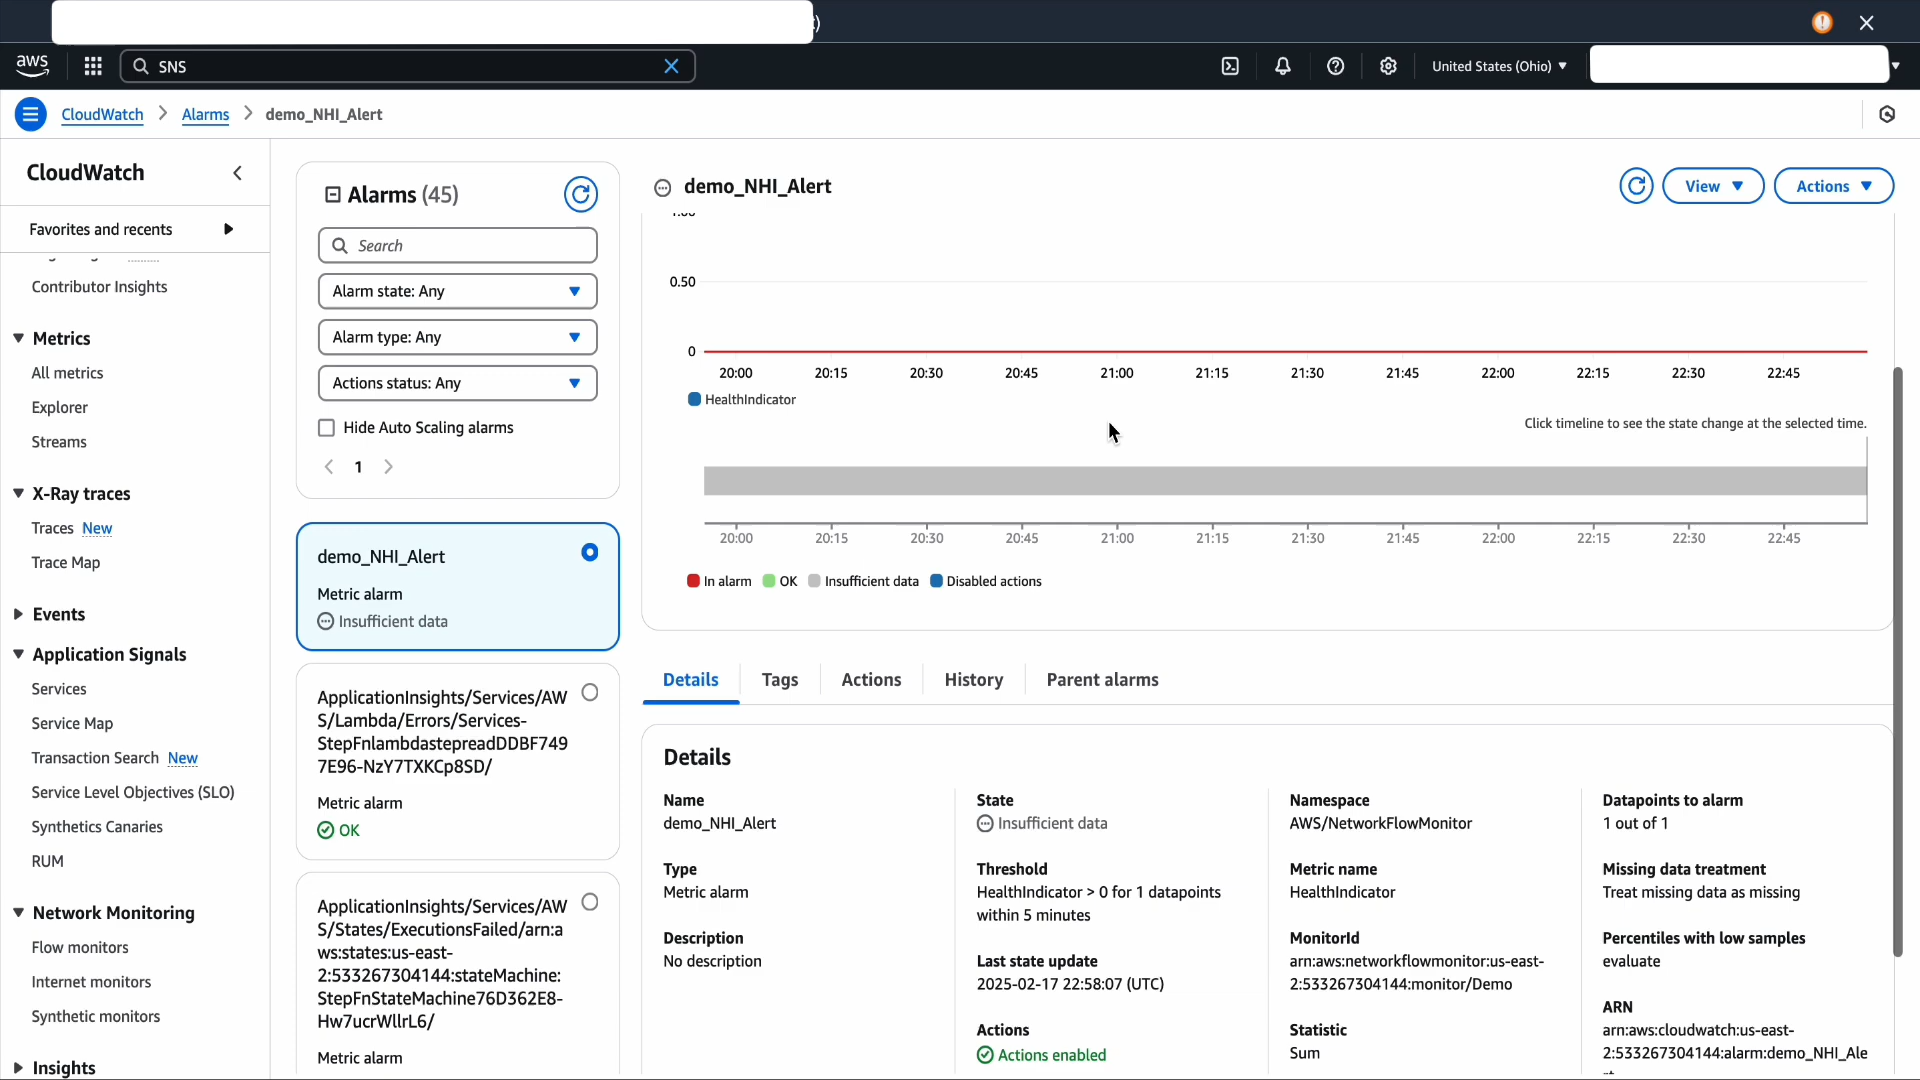 )
aws
SNS
United States (Ohio)
CloudWatch
Alarms
demo_NHI_Alert
CloudWatch
Favorites and recents
Contributor Insights
Metrics
All metrics
Explorer
Streams
X-Ray traces
Traces New
Trace Map
Events
Application Signals
Services
Service Map
Transaction Search New
Service Level Objectives (SLO)
Synthetics Canaries
RUM
Network Monitoring
Flow monitors
Internet monitors
Synthetic monitors
Insights
Alarms (45)
Search
Alarm state: Any
Alarm type: Any
Actions status: Any
Hide Auto Scaling alarms
1
demo_NHI_Alert
Metric alarm
Insufficient data
ApplicationInsights/Services/AW
S/Lambda/Errors/Services-
StepFnlambdastepreadDDBF749
7E96-NzY7TXKCp8SD/
Metric alarm
OK
ApplicationInsights/Services/AW
S/States/ExecutionsFailed/arn:a
ws:states:us-east-
2:533267304144:stateMachine:
StepFnStateMachine76D362E8-
Hw7ucrWllrL6/
Metric alarm
demo_NHI_Alert
View
Actions
1.00
0.50
0
20:00 20:15 20:30 20:45 21:00 21:15 21:30 21:45 22:00 22:15 22:30 22:45
HealthIndicator
Click timeline to see the state change at the selected time.
20:00 20:15 20:30 20:45 21:00 21:15 21:30 21:45 22:00 22:15 22:30 22:45
In alarm OK Insufficient data Disabled actions
Details Tags Actions History Parent alarms
Details
Name
demo_NHI_Alert
Type
Metric alarm
Description
No description
State
Insufficient data
Threshold
HealthIndicator > 0 for 1 datapoints
within 5 minutes
Last state update
2025-02-17 22:58:07 (UTC)
Actions
Actions enabled
Namespace
AWS/NetworkFlowMonitor
Metric name
HealthIndicator
MonitorId
arn:aws:networkflowmonitor:us-east-
2:533267304144:monitor/Demo
Statistic
Sum
Datapoints to alarm
1 out of 1
Missing data treatment
Treat missing data as missing
Percentiles with low samples
evaluate
ARN
arn:aws:cloudwatch:us-east-
2:533267304144:alarm:demo_NHI_Ale